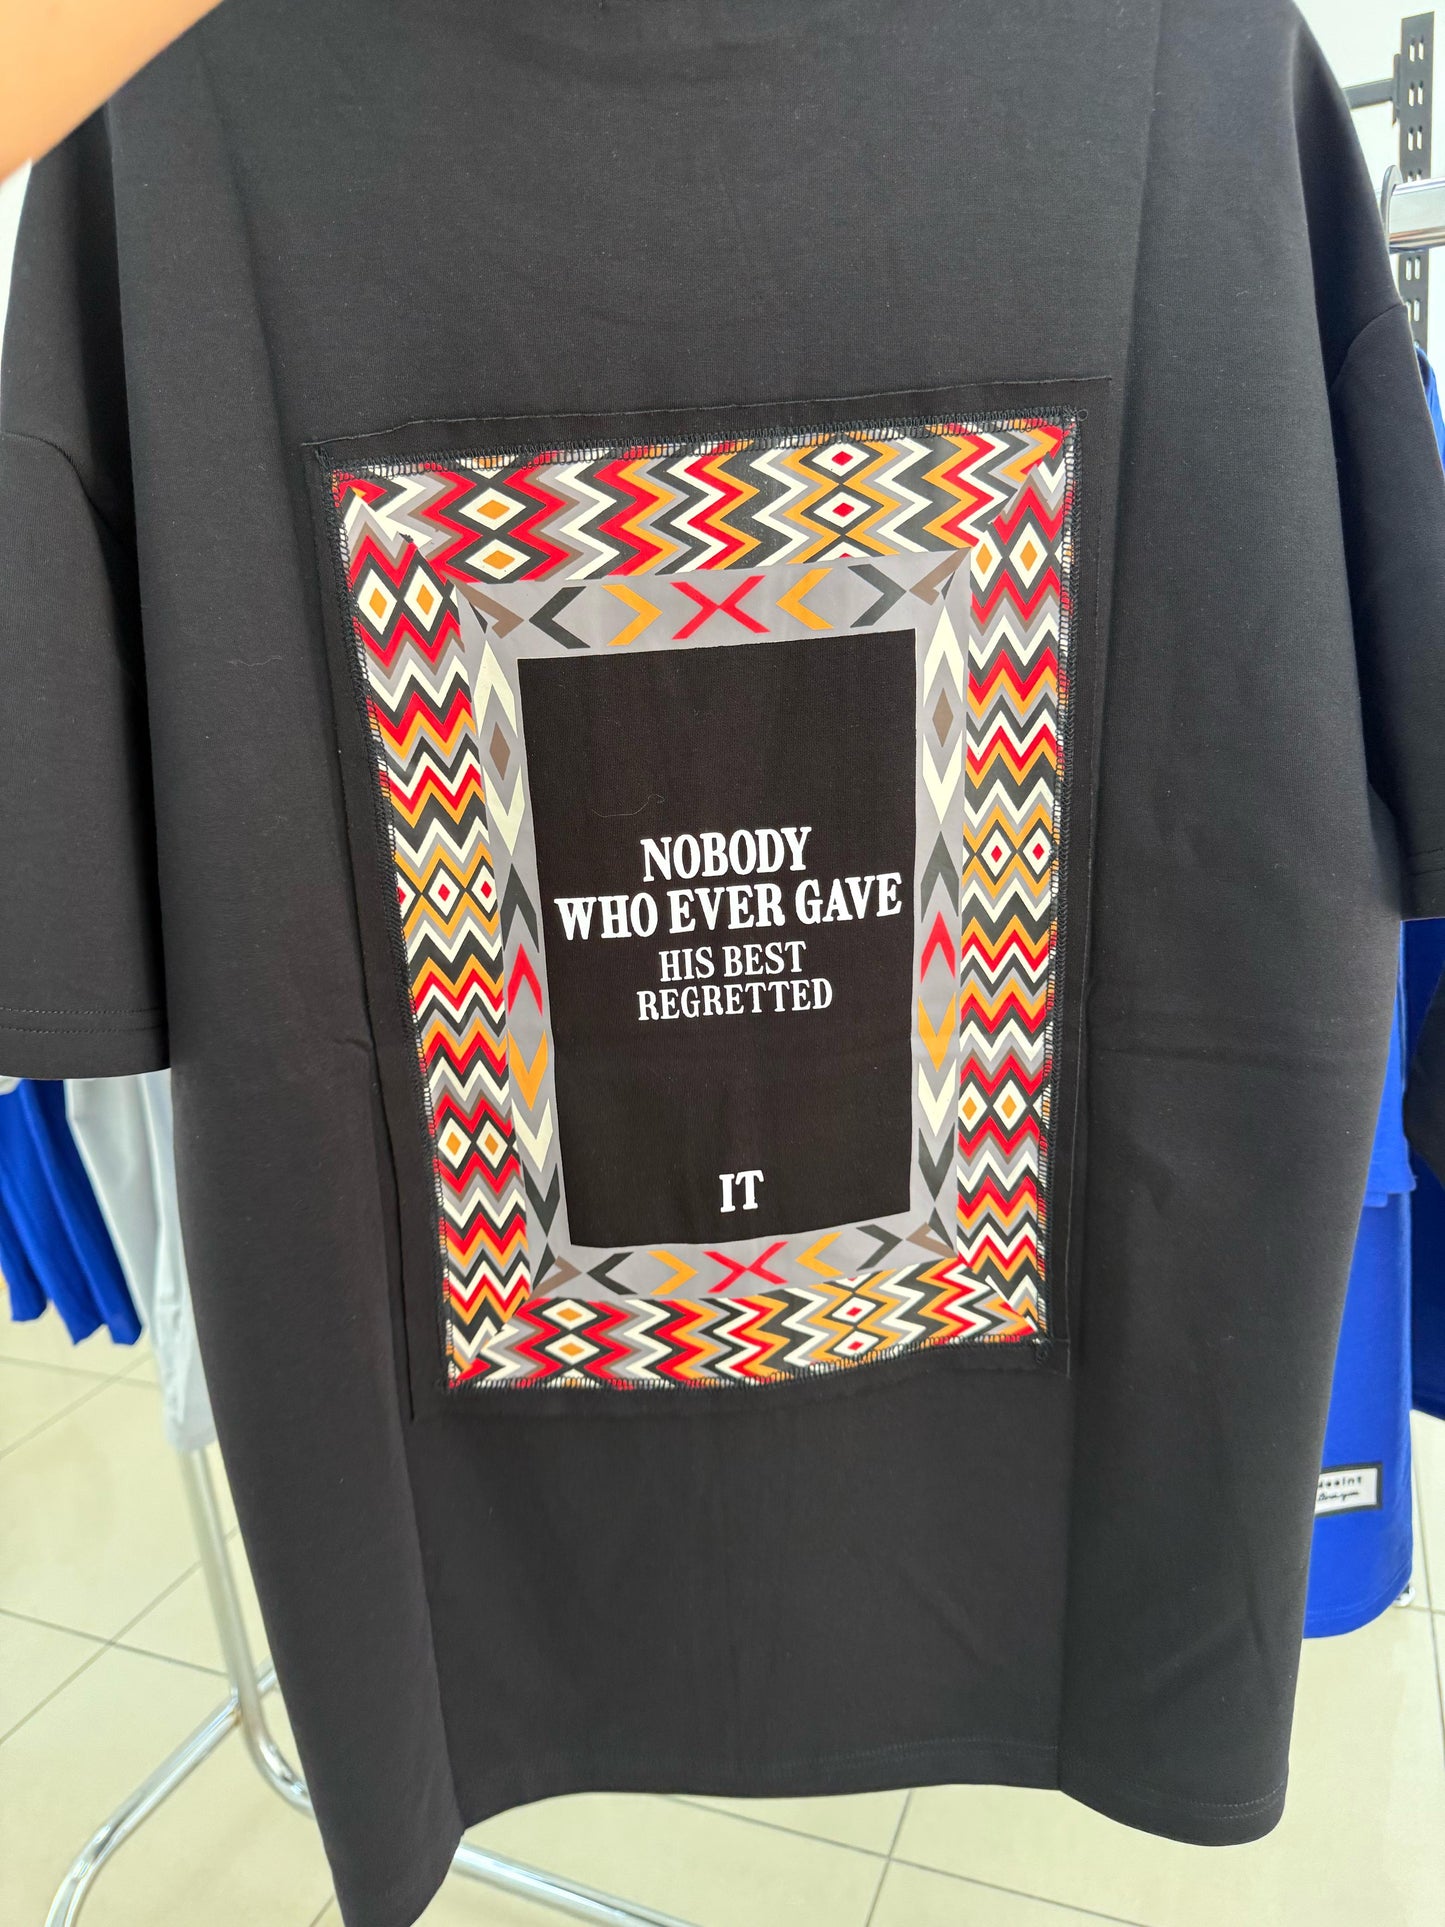 NOBODY
WHO EVER GAVE
HIS BEST
REGRETTED
IT